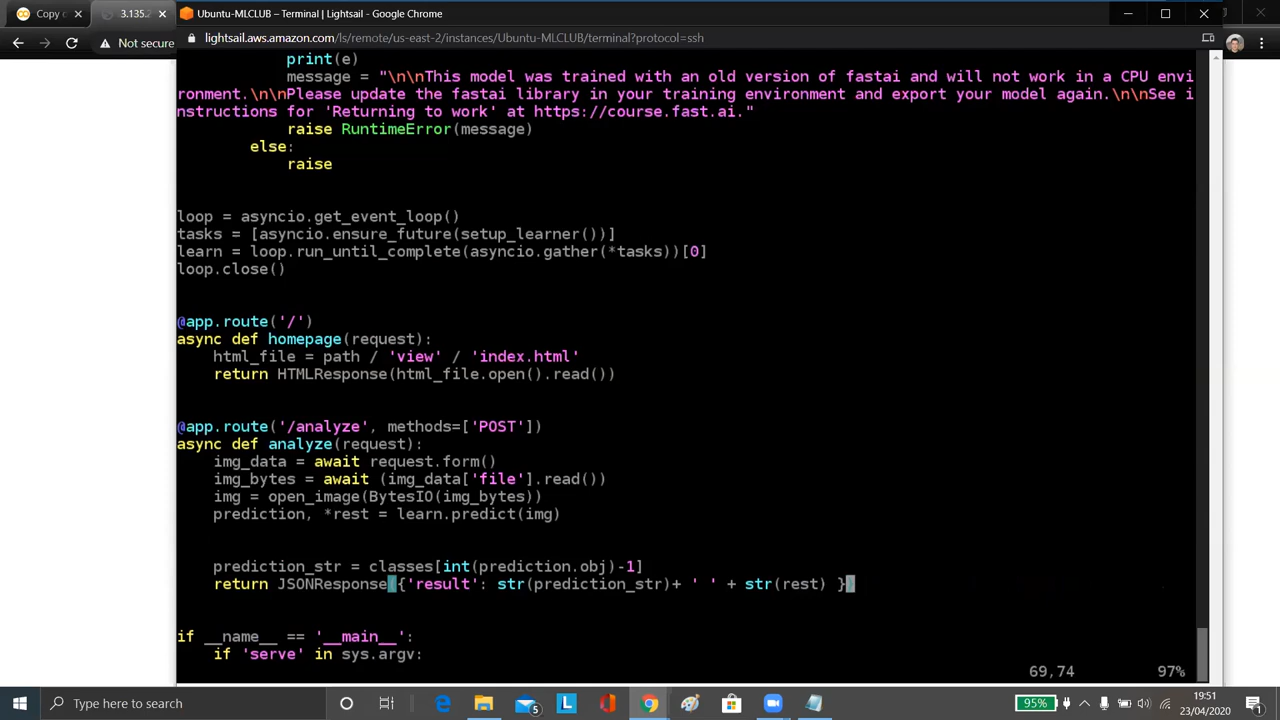 Copy c
3.135.2
Ubuntu-MLCLUB – Terminal | Lightsail - Google Chrome
Not secure
lightsail.aws.amazon.com/ls/remote/us-east-2/instances/Ubuntu-MLCLUB/terminal?protocol=ssh
print(e)
message = "\n\nThis model was trained with an old version of fastai and will not work in a CPU envi
ronment.\n\nPlease update the fastai library in your training environment and export your model again.\n\nSee i
nstructions for 'Returning to work' at https://course.fast.ai."
raise RuntimeError(message)
else:
raise
loop = asyncio.get_event_loop()
tasks = [asyncio.ensure_future(setup_learner())]
learn = loop.run_until_complete(asyncio.gather(*tasks))[0]
loop.close()
@app.route('/')
async def homepage(request):
html_file = path / 'view' / 'index.html'
return HTMLResponse(html_file.open().read())
@app.route('/analyze', methods=['POST'])
async def analyze(request):
img_data = await request.form()
img_bytes = await (img_data['file'].read())
img = open_image(BytesIO(img_bytes))
prediction, *rest = learn.predict(img)
prediction_str = classes[int(prediction.obj)-1]
return JSONResponse({'result': str(prediction_str)+ ' ' + str(rest) })
if __name__ == '__main__':
if 'serve' in sys.argv:
69,74 97%
Type here to search
5
L
95%
19:51
23/04/2020
1